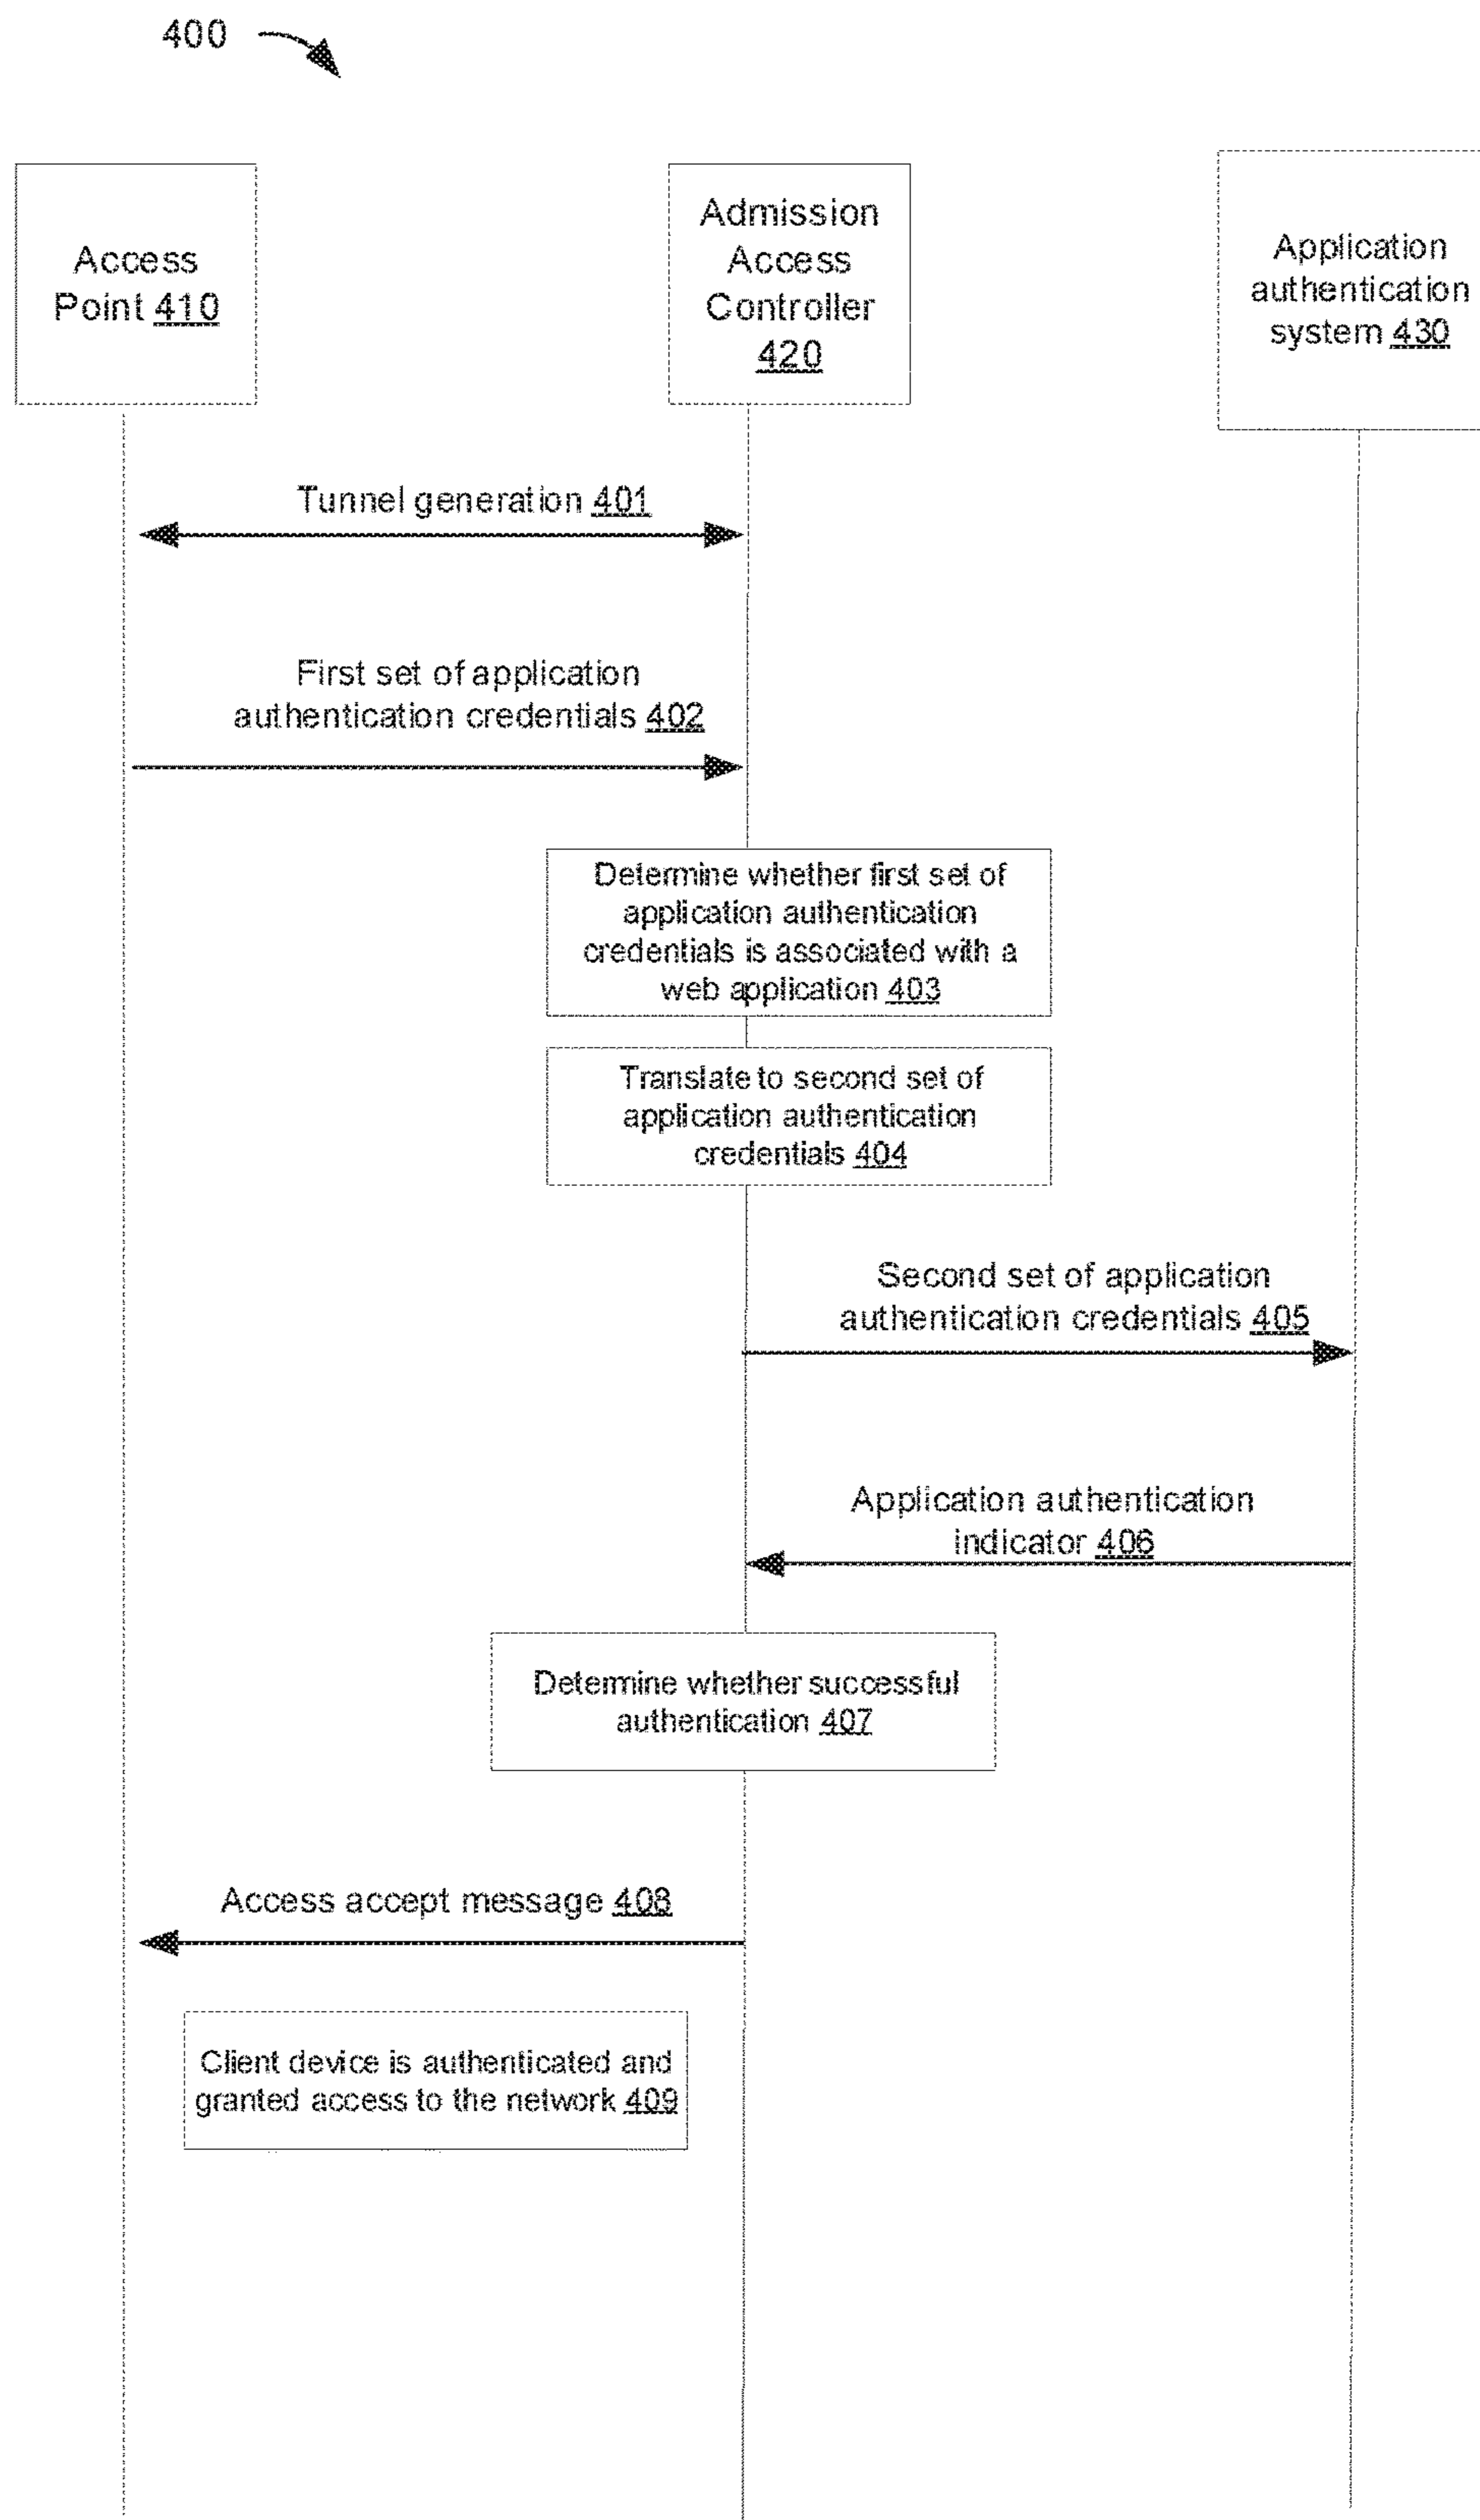 400
Access
Point 410
Admission
Access
Controller
420
Application
authentication
system 430
Tunnel generation 401
First set of application
authentication credentials 402
Determine whether first set of
application authentication
credentials is associated with a
web application 403
Translate to second set of
application authentication
credentials 404
Second set of application
authentication credentials 405
Application authentication
indicator 406
Determine whether successful
authentication 407
Access accept message 408
Client device is authenticated and
granted access to the network 409